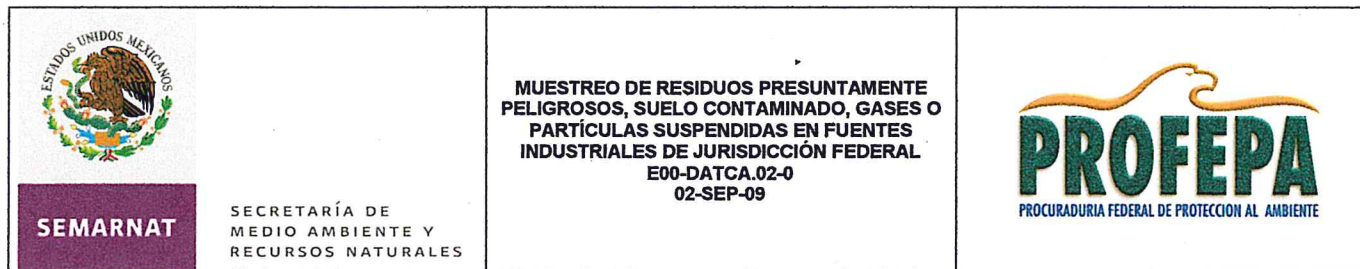 ESTADOS UNIDOS MEXICANOS
SEMARNAT
SECRETARÍA DE
MEDIO AMBIENTE Y
RECURSOS NATURALES
MUESTREO DE RESIDUOS PRESUNTAMENTE
PELIGROSOS, SUELO CONTAMINADO, GASES O
PARTÍCULAS SUSPENDIDAS EN FUENTES
INDUSTRIALES DE JURISDICCIÓN FEDERAL
E00-DATCA.02-0
02-SEP-09
PROFEPA
PROCURADURIA FEDERAL DE PROTECCION AL AMBIENTE